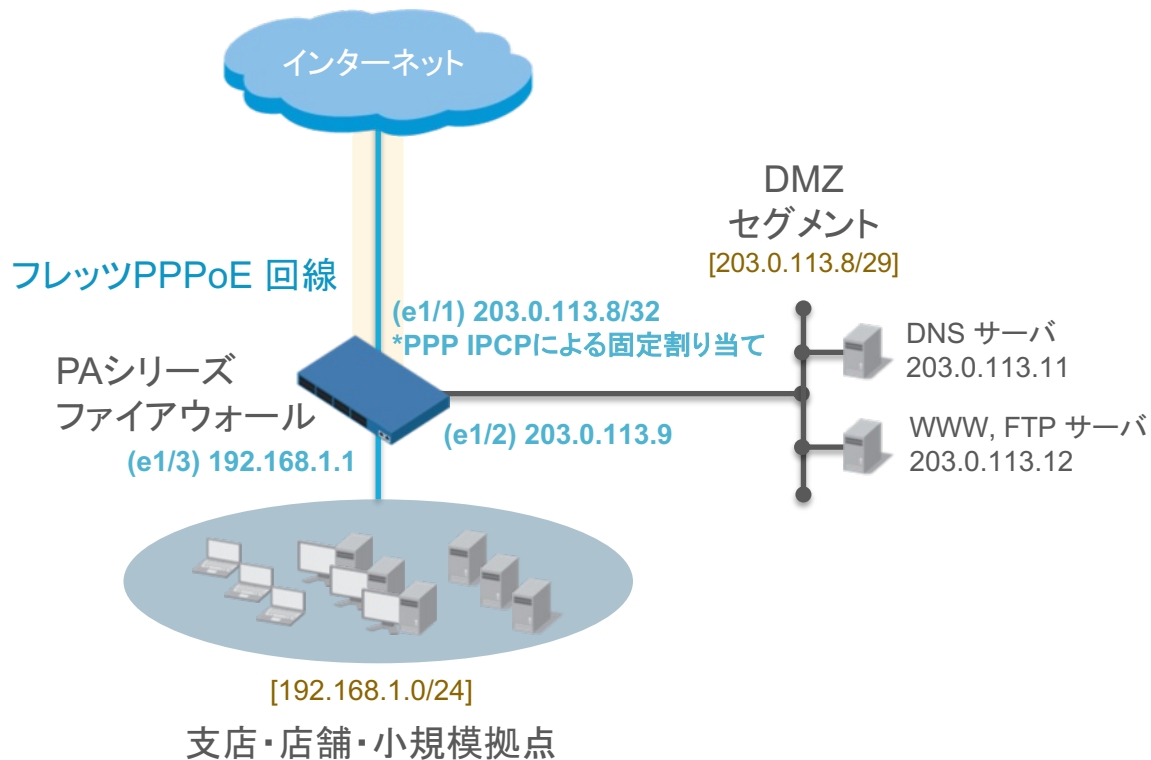 インターネット
DMZ
セグメント
[203.0.113.8/29]
フレッツPPPoE 回線
(e1/1) 203.0.113.8/32
*PPP IPCPによる固定割り当て
DNS サーバ
203.0.113.11
PAシリーズ
ファイアウォール
(e1/2) 203.0.113.9
WWW, FTP サーバ
203.0.113.12
(e1/3) 192.168.1.1
[192.168.1.0/24]
支店・店舗・小規模拠点